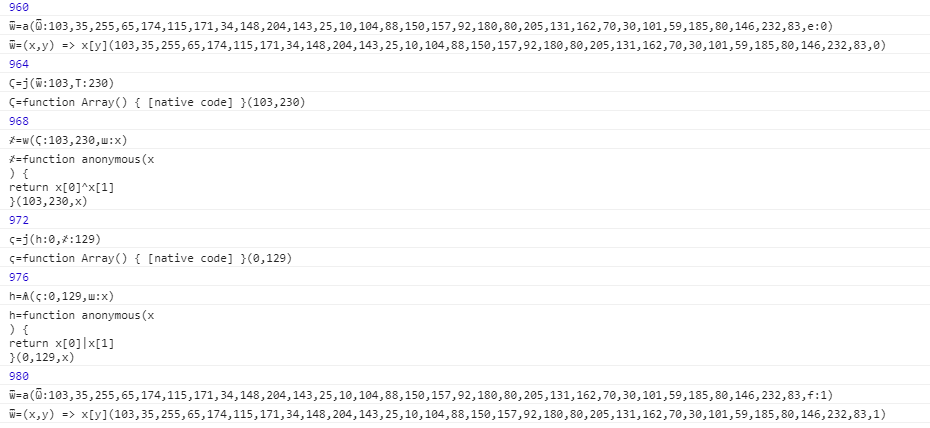 960
w̅=a(ω̅:103,35,255,65,174,115,171,34,148,204,143,25,10,104,88,150,157,92,180,80,205,131,162,70,30,101,59,185,80,146,232,83,e:0)
w̅=(x,y) => x[y](103,35,255,65,174,115,171,34,148,204,143,25,10,104,88,150,157,92,180,80,205,131,162,70,30,101,59,185,80,146,232,83,0)
964
Ϛ=j(w̅:103,T:230)
Ϛ=function Array() { [native code] }(103,230)
968
҂=w(Ϛ:103,230,ш:x)
҂=function anonymous(x
) {
return x[0]^x[1]
}(103,230,x)
972
ς=j(h:0,҂:129)
ς=function Array() { [native code] }(0,129)
976
h=Ѧ(ς:0,129,ш:x)
h=function anonymous(x
) {
return x[0]|x[1]
}(0,129,x)
980
w̅=a(ω̅:103,35,255,65,174,115,171,34,148,204,143,25,10,104,88,150,157,92,180,80,205,131,162,70,30,101,59,185,80,146,232,83,f:1)
w̅=(x,y) => x[y](103,35,255,65,174,115,171,34,148,204,143,25,10,104,88,150,157,92,180,80,205,131,162,70,30,101,59,185,80,146,232,83,1)